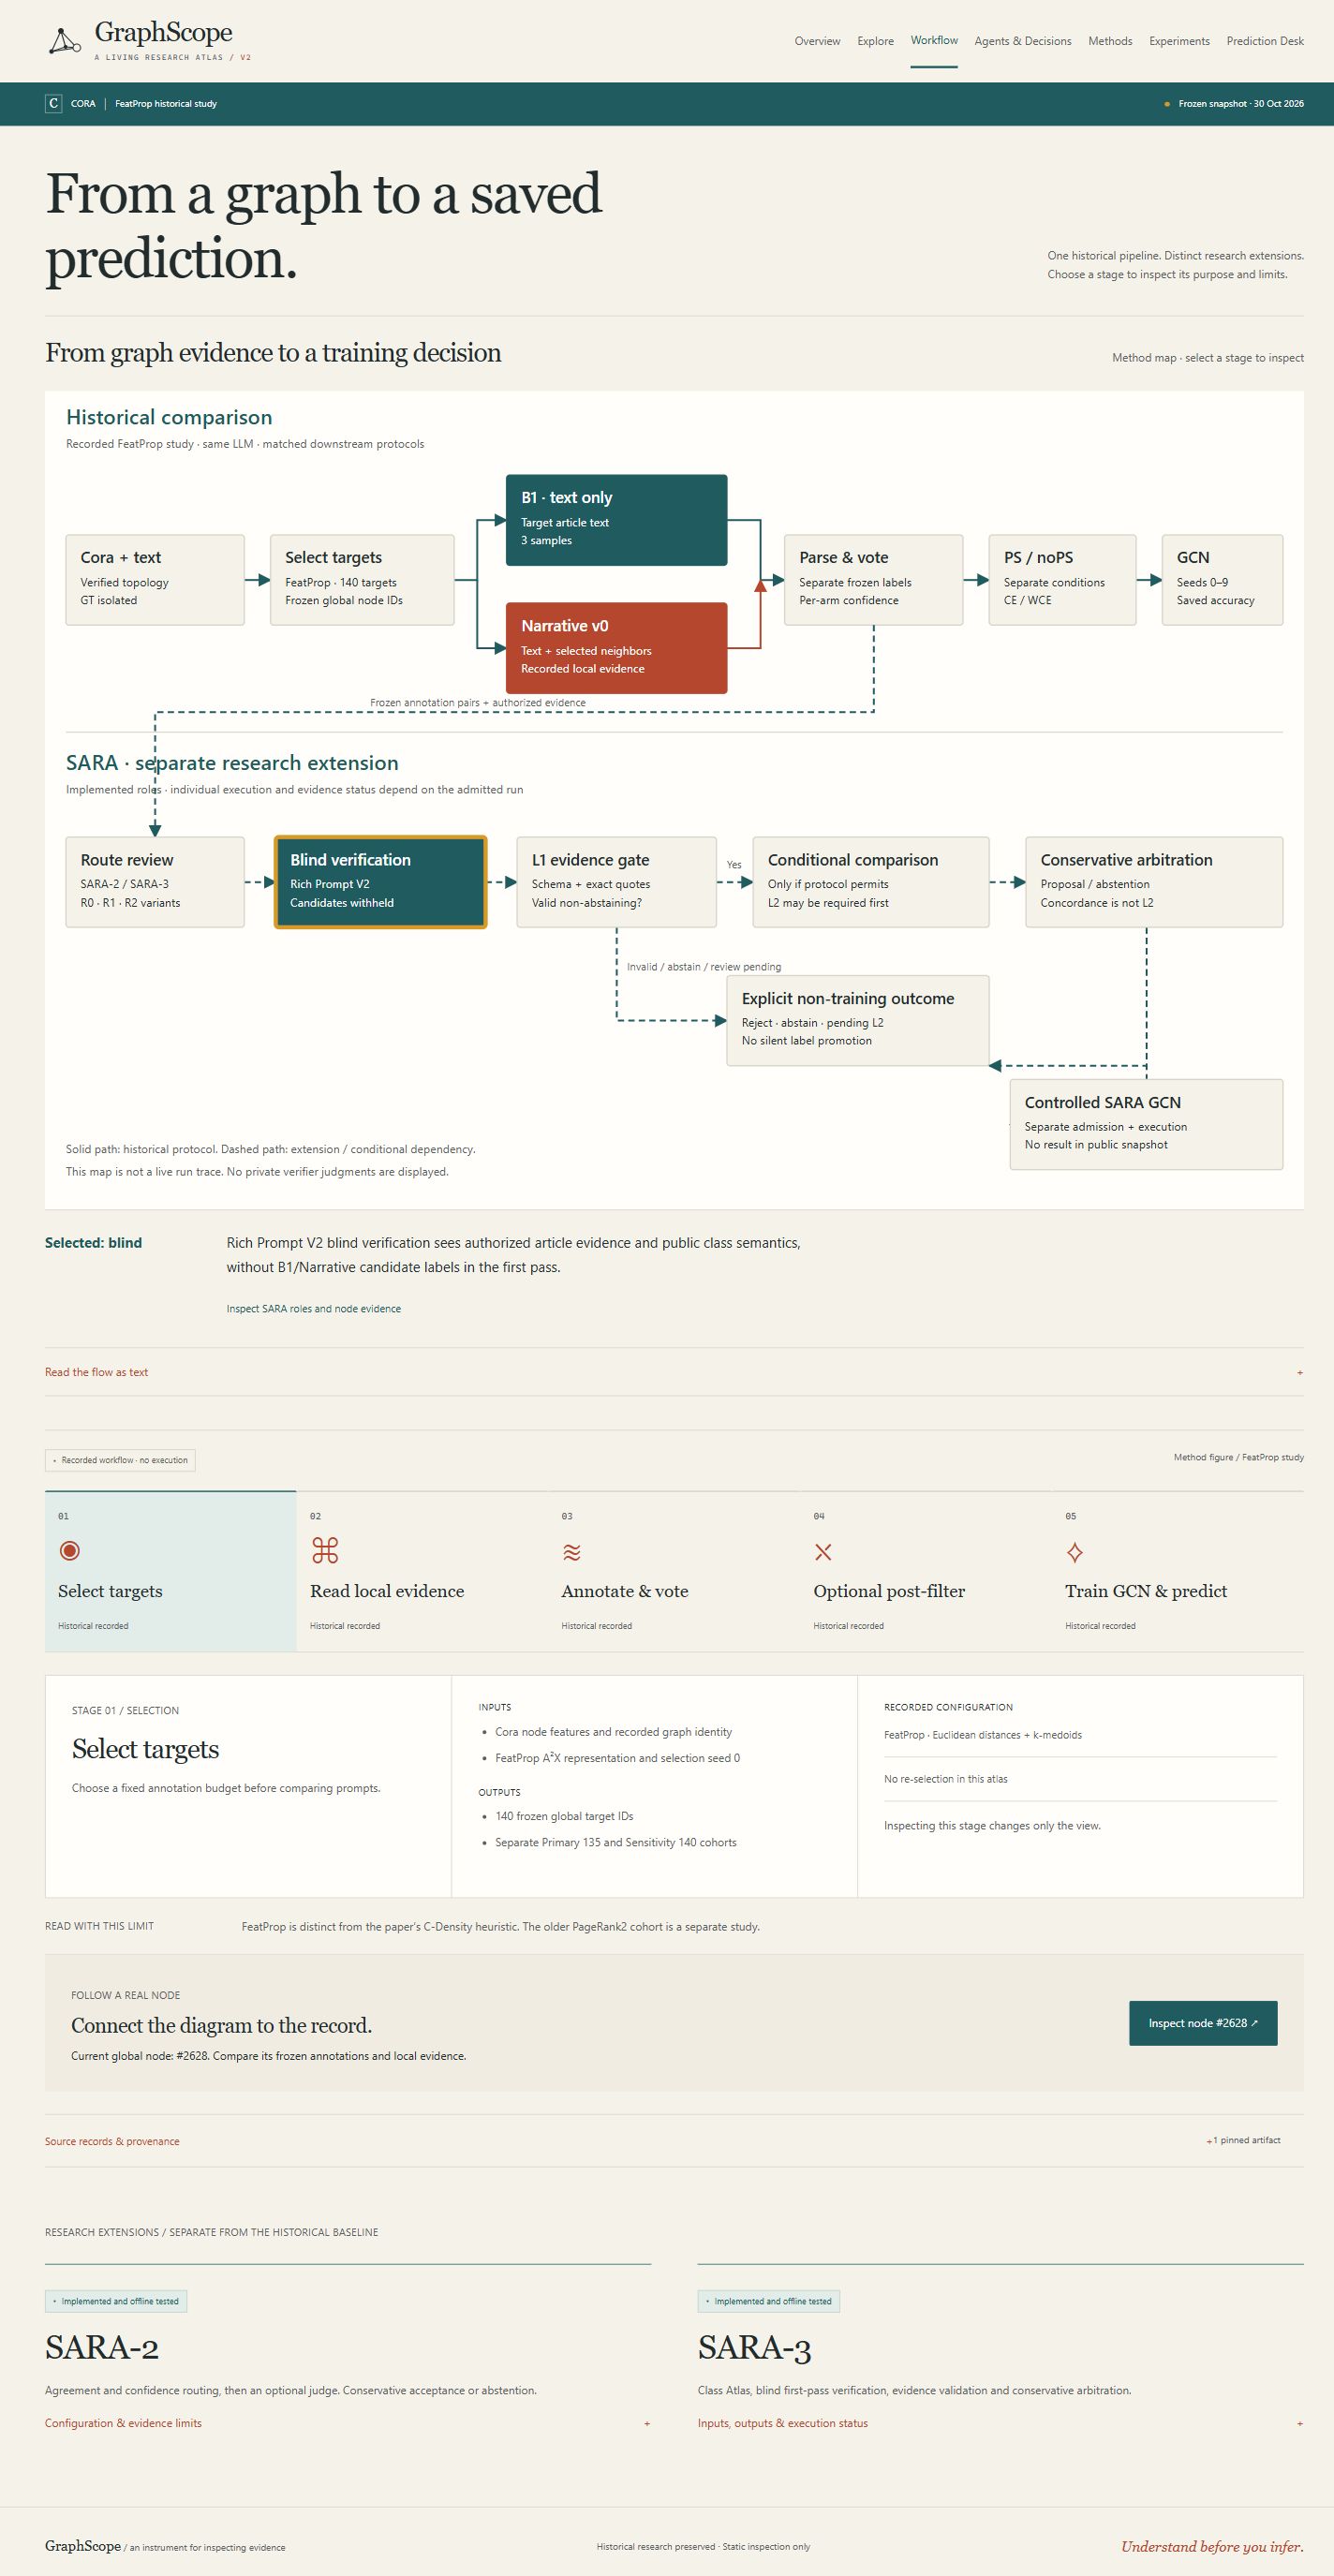 GraphScope
A LIVING RESEARCH ATLAS / V2
Overview
Explore
Workflow
Agents & Decisions
Methods
Experiments
Prediction Desk
C
CORA
FeatProp historical study
Frozen snapshot · 30 Oct 2026
From a graph to a saved
prediction.
One historical pipeline. Distinct research extensions.
Choose a stage to inspect its purpose and limits.
From graph evidence to a training decision
Method map · select a stage to inspect
Historical comparison
Recorded FeatProp study · same LLM · matched downstream protocols
Cora + text
Verified topology
GT isolated
Select targets
FeatProp · 140 targets
Frozen global node IDs
B1 · text only
Target article text
3 samples
Narrative v0
Text + selected neighbors
Recorded local evidence
Parse & vote
Separate frozen labels
Per-arm confidence
PS / noPS
Separate conditions
CE / WCE
GCN
Seeds 0–9
Saved accuracy
Frozen annotation pairs + authorized evidence
SARA · separate research extension
Implemented roles · individual execution and evidence status depend on the admitted run
Route review
SARA-2 / SARA-3
R0 · R1 · R2 variants
Blind verification
Rich Prompt V2
Candidates withheld
L1 evidence gate
Schema + exact quotes
Valid non-abstaining?
Yes
Conditional comparison
Only if protocol permits
L2 may be required first
Conservative arbitration
Proposal / abstention
Concordance is not L2
Invalid / abstain / review pending
Explicit non-training outcome
Reject · abstain · pending L2
No silent label promotion
Controlled SARA GCN
Separate admission + execution
No result in public snapshot
Solid path: historical protocol. Dashed path: extension / conditional dependency.
This map is not a live run trace. No private verifier judgments are displayed.
Selected: blind
Rich Prompt V2 blind verification sees authorized article evidence and public class semantics,
without B1/Narrative candidate labels in the first pass.
Inspect SARA roles and node evidence
Read the flow as text
+
Recorded workflow · no execution
Method figure / FeatProp study
01
Select targets
Historical recorded
02
Read local evidence
Historical recorded
03
Annotate & vote
Historical recorded
04
Optional post-filter
Historical recorded
05
Train GCN & predict
Historical recorded
STAGE 01 / SELECTION
Select targets
Choose a fixed annotation budget before comparing prompts.
INPUTS
• Cora node features and recorded graph identity
• FeatProp A²X representation and selection seed 0
OUTPUTS
• 140 frozen global target IDs
• Separate Primary 135 and Sensitivity 140 cohorts
RECORDED CONFIGURATION
FeatProp · Euclidean distances + k-medoids
No re-selection in this atlas
Inspecting this stage changes only the view.
READ WITH THIS LIMIT
FeatProp is distinct from the paper's C-Density heuristic. The older PageRank2 cohort is a separate study.
FOLLOW A REAL NODE
Connect the diagram to the record.
Current global node: #2628. Compare its frozen annotations and local evidence.
Inspect node #2628 ↗
Source records & provenance
+1 pinned artifact
RESEARCH EXTENSIONS / SEPARATE FROM THE HISTORICAL BASELINE
Implemented and offline tested
SARA-2
Agreement and confidence routing, then an optional judge. Conservative acceptance or abstention.
Configuration & evidence limits
+
Implemented and offline tested
SARA-3
Class Atlas, blind first-pass verification, evidence validation and conservative arbitration.
Inputs, outputs & execution status
+
GraphScope / an instrument for inspecting evidence
Historical research preserved · Static inspection only
Understand before you infer.